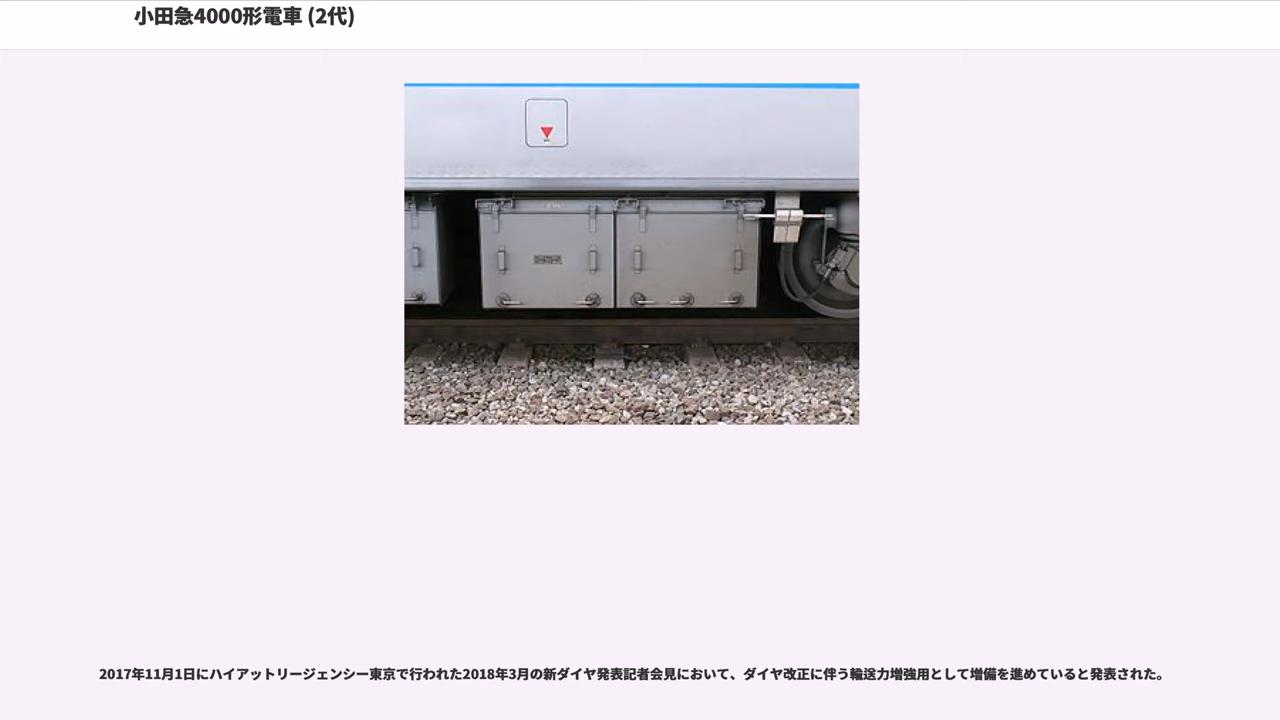 小田急4000形電車 (2代)
2017年11月1日にハイアットリージェンシー東京で行われた2018年3月の新ダイヤ発表記者会見において、ダイヤ改正に伴う輸送力増強用として増備を進めていると発表された。